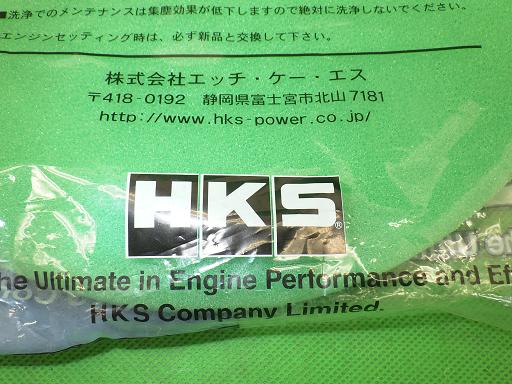 ■洗浄でのメンテナンスは集塵効果が低下しますので絶対に洗浄しないでください。
エンジンセッティング時は、必ず新品と交換して下さい。
株式会社エッチ・ケー・エス
〒418-0192 静岡県富士宮市北山7181
http://www.hks-power.co.jp/
HKS®
The Ultimate in Engine Performance and Eff
HKS Company Limited.